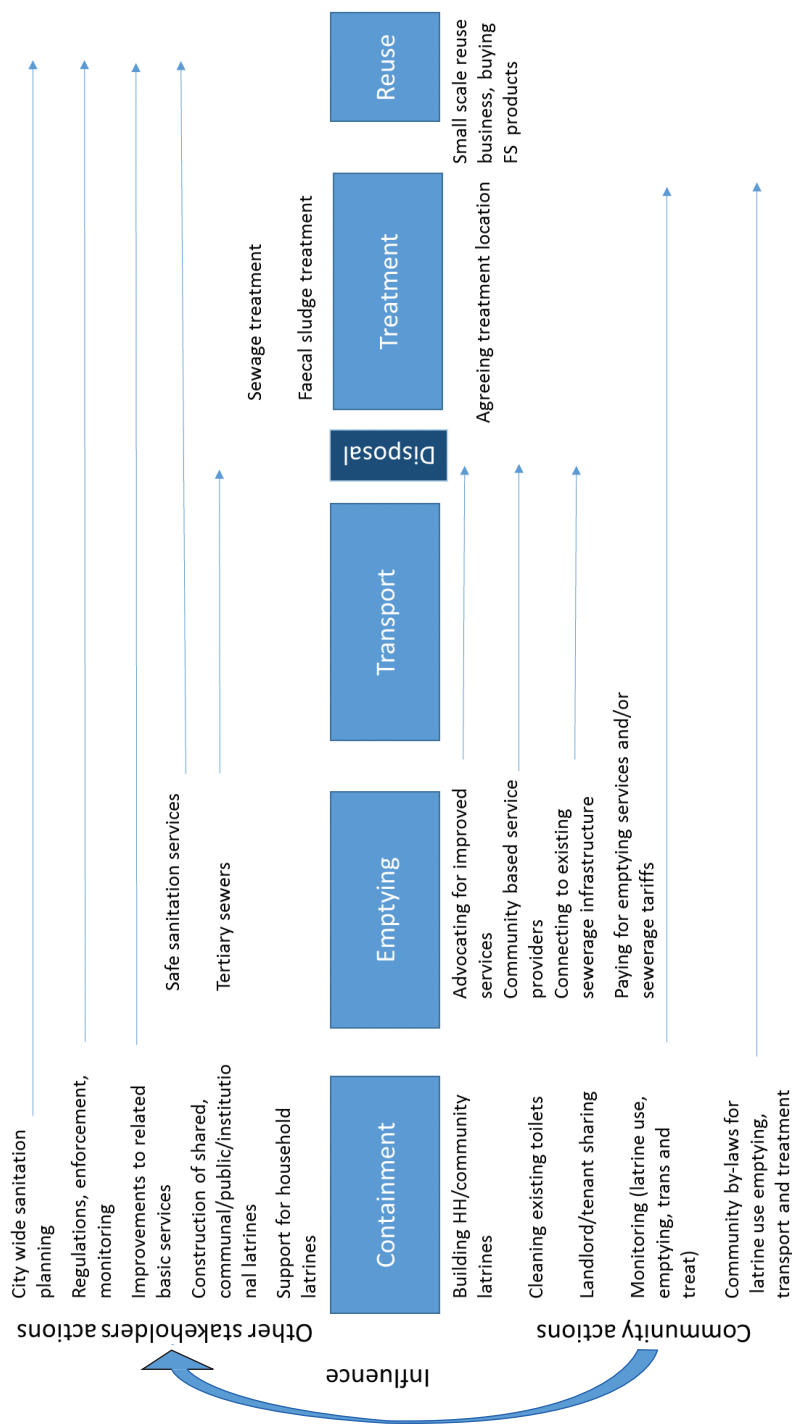 Other stakeholders actions
City wide sanitation
planning
Regulations, enforcement,
monitoring
Improvements to related
basic services
Construction of shared,
communal/public/institutio
nal latrines
Support for household
latrines
Safe sanitation services
Tertiary sewers
Sewage treatment
Faecal sludge treatment
Influence
Containment
Emptying
Transport
Disposal
Treatment
Reuse
Community actions
Building HH/community
latrines
Cleaning existing toilets
Landlord/tenant sharing
Monitoring (latrine use,
emptying, trans and
treat)
Community by-laws for
latrine use emptying,
transport and treatment
Advocating for improved
services
Community based service
providers
Connecting to existing
sewerage infrastructure
Paying for emptying services and/or
sewerage tariffs
Agreeing treatment location
Small scale reuse
business, buying
FS products